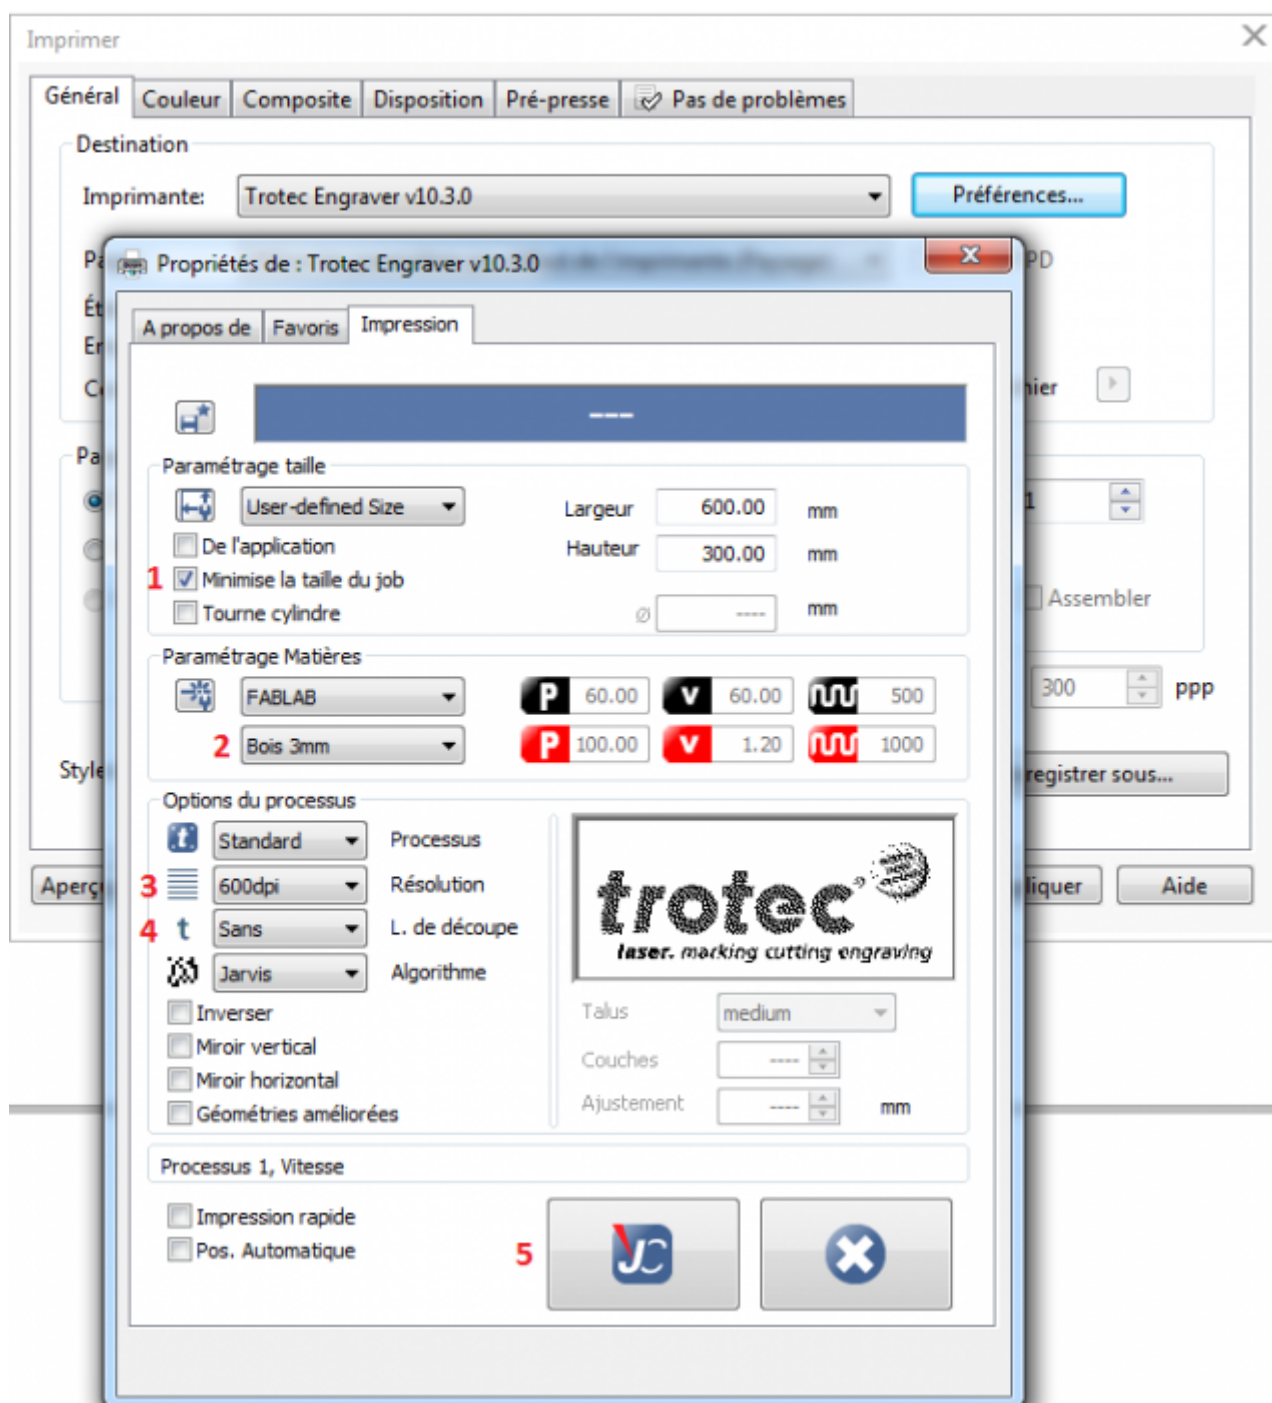 Imprimer
Général Couleur Composite Disposition Pré-presse Pas de problèmes
Destination
Imprimante: Trotec Engraver v10.3.0 Préférences...
Propriétés de : Trotec Engraver v10.3.0
PD
A propos de Favoris Impression
---
Paramétrage taille
User-defined Size Largeur 600.00 mm
De l'application Hauteur 300.00 mm
1 Minimise la taille du job
Tourne cylindre Ø ---- mm
Assembler
Paramétrage Matières
FABLAB P 60.00 v 60.00 500
300 ppp
2 Bois 3mm P 100.00 v 1.20 1000
Style
registrer sous...
Options du processus
Standard Processus
3 600dpi Résolution
4 t Sans L. de découpe
Jarvis Algorithme
trotec®
laser. marking cutting engraving
Aperç
liquer Aide
Inverser
Miroir vertical
Miroir horizontal
Géométries améliorées
Talus medium
Couches ----
Ajustement ---- mm
Processus 1, Vitesse
Impression rapide
Pos. Automatique
5 JC